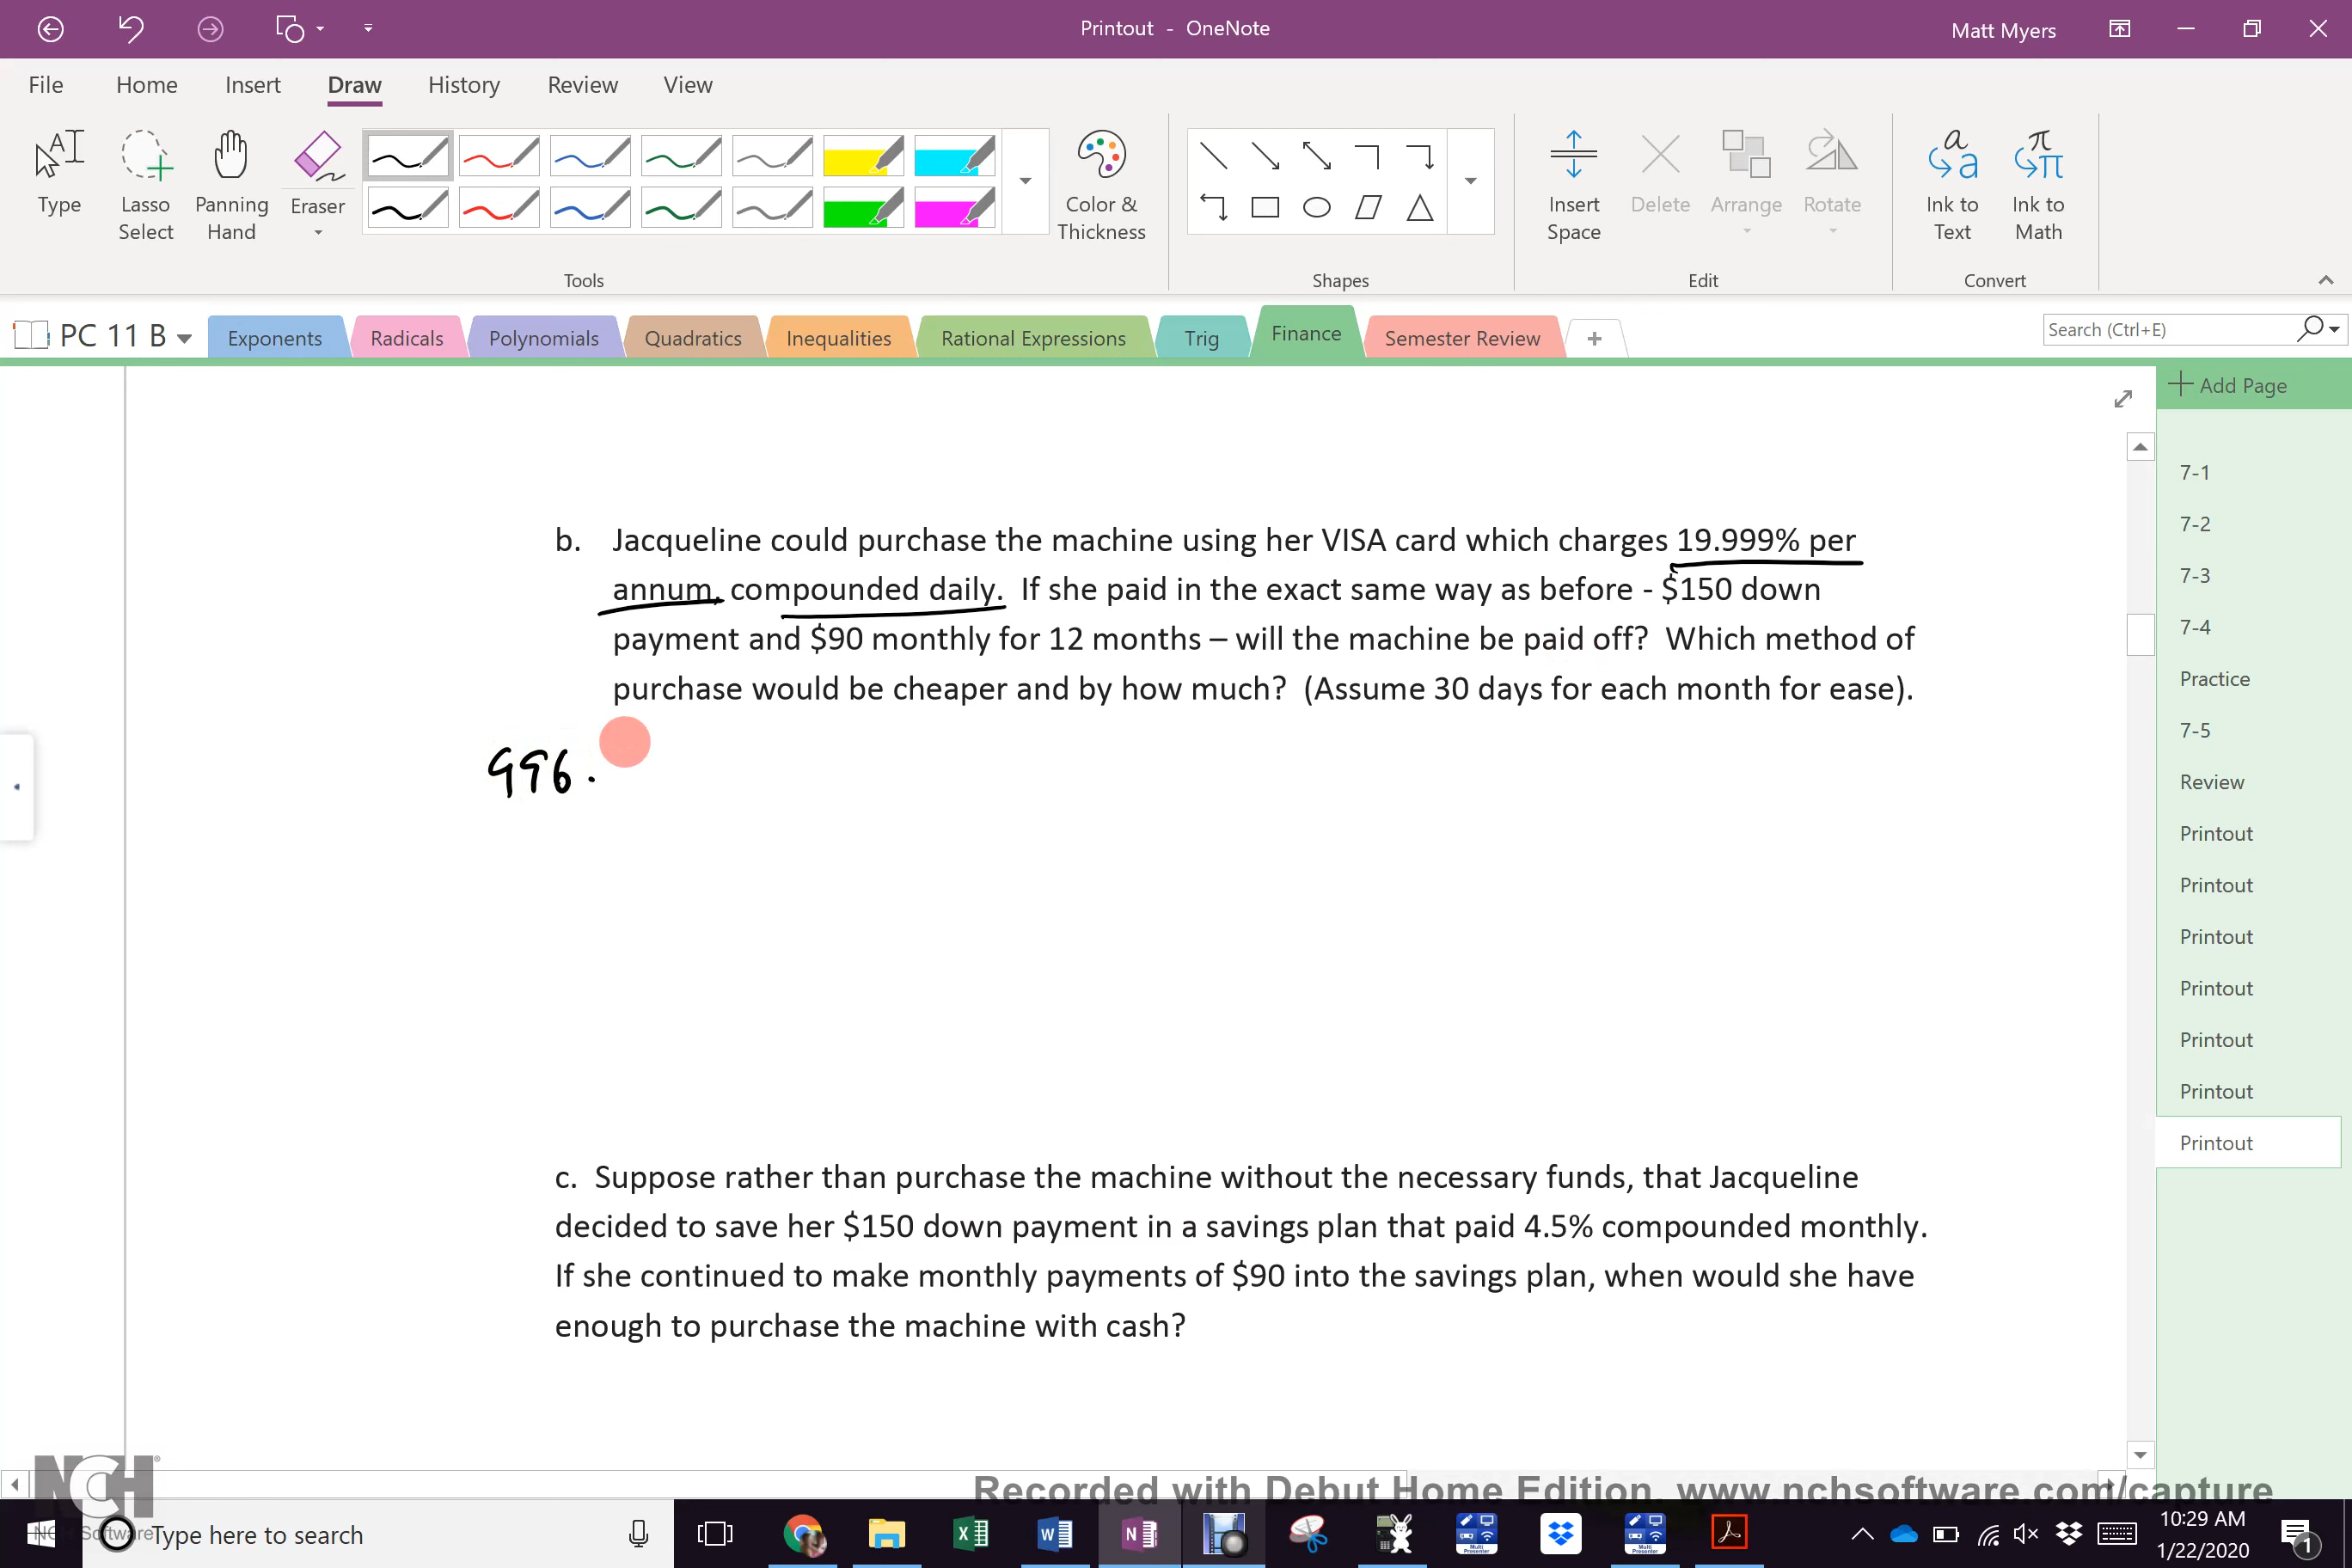 Printout - OneNote
Matt Myers
File Home Insert Draw History Review View
Type
Lasso Select
Panning Hand
Eraser
Color & Thickness
Insert Space
Delete
Arrange
Rotate
Ink to Text
Ink to Math
Tools
Shapes
Edit
Convert
PC 11 B
Exponents Radicals Polynomials Quadratics Inequalities Rational Expressions Trig Finance Semester Review
Search (Ctrl+E)
Add Page
7-1
7-2
7-3
7-4
Practice
7-5
Review
Printout
Printout
Printout
Printout
Printout
Printout
Printout
b. Jacqueline could purchase the machine using her VISA card which charges 19.999% per
annum, compounded daily. If she paid in the exact same way as before - $150 down
payment and $90 monthly for 12 months – will the machine be paid off? Which method of
purchase would be cheaper and by how much? (Assume 30 days for each month for ease).
996.
c. Suppose rather than purchase the machine without the necessary funds, that Jacqueline
decided to save her $150 down payment in a savings plan that paid 4.5% compounded monthly.
If she continued to make monthly payments of $90 into the savings plan, when would she have
enough to purchase the machine with cash?
NCH
NCH Software
Recorded with Debut Home Edition. www.nchsoftware.com/capture
Type here to search
10:29 AM
1/22/2020
1